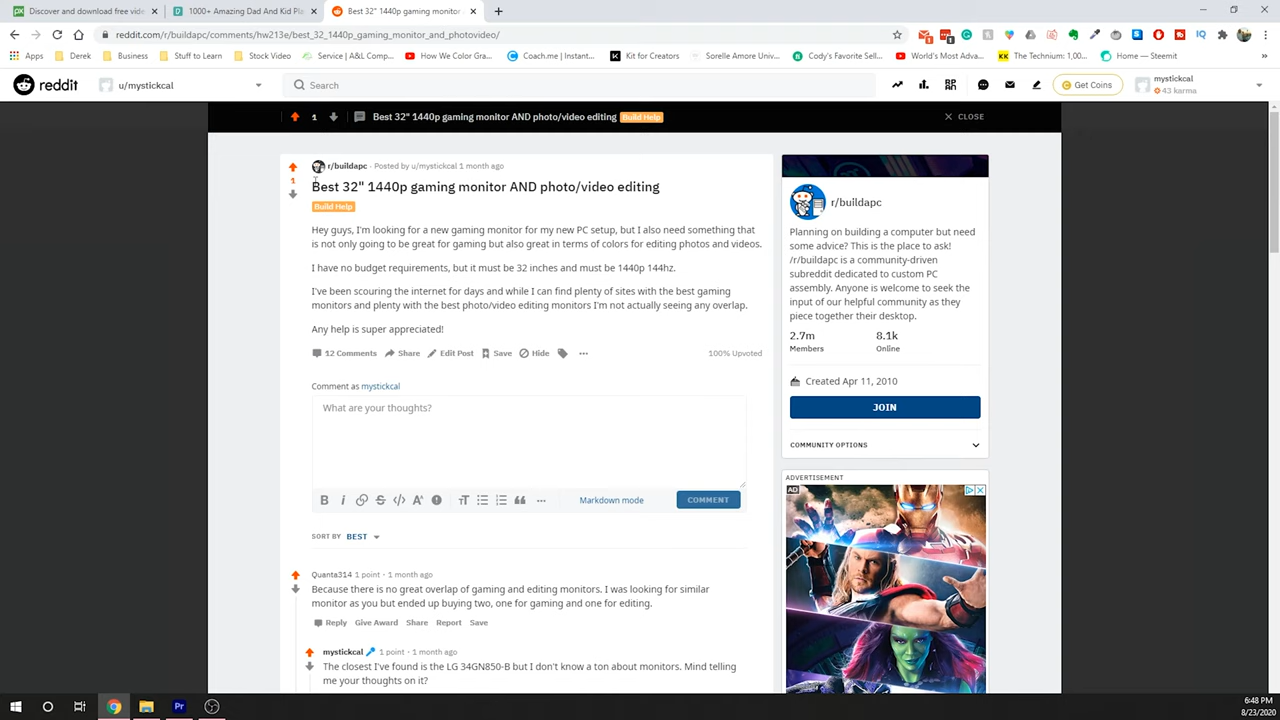 Discover and download free vide
1000+ Amazing Dad And Kid Pla
Best 32" 1440p gaming monitor
reddit.com/r/buildapc/comments/hw213e/best_32_1440p_gaming_monitor_and_photovideo/
Apps
Derek
Business
Stuff to Learn
Stock Video
Service | A&L Comp...
How We Color Gra...
Coach.me | Instant...
Kit for Creators
Sorelle Amore Univ...
Cody's Favorite Sell...
World's Most Adva...
The Technium: 1,00...
Home — Steemit
reddit
u/mystickcal
Search
Get Coins
mystickcal
43 karma
1
Best 32" 1440p gaming monitor AND photo/video editing
Build Help
CLOSE
r/buildapc · Posted by u/mystickcal 1 month ago
1
Best 32" 1440p gaming monitor AND photo/video editing
Build Help
Hey guys, I'm looking for a new gaming monitor for my new PC setup, but I also need something that
is not only going to be great for gaming but also great in terms of colors for editing photos and videos.
I have no budget requirements, but it must be 32 inches and must be 1440p 144hz.
I've been scouring the internet for days and while I can find plenty of sites with the best gaming
monitors and plenty with the best photo/video editing monitors I'm not actually seeing any overlap.
Any help is super appreciated!
12 Comments
Share
Edit Post
Save
Hide
100% Upvoted
Comment as mystickcal
What are your thoughts?
Markdown mode
COMMENT
SORT BY BEST
Quanta314 1 point · 1 month ago
Because there is no great overlap of gaming and editing monitors. I was looking for similar
monitor as you but ended up buying two, one for gaming and one for editing.
Reply
Give Award
Share
Report
Save
mystickcal 1 point · 1 month ago
The closest I've found is the LG 34GN850-B but I don't know a ton about monitors. Mind telling
me your thoughts on it?
r/buildapc
Planning on building a computer but need
some advice? This is the place to ask!
/r/buildapc is a community-driven
subreddit dedicated to custom PC
assembly. Anyone is welcome to seek the
input of our helpful community as they
piece together their desktop.
2.7m
Members
8.1k
Online
Created Apr 11, 2010
JOIN
COMMUNITY OPTIONS
ADVERTISEMENT
AD
6:48 PM
8/23/2020